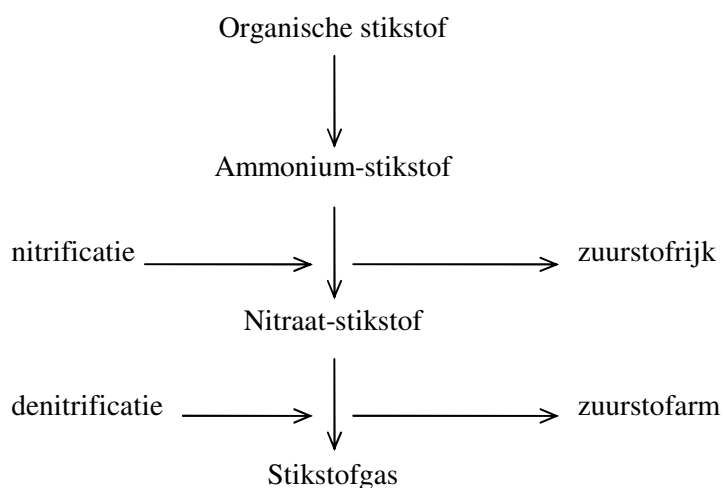 Organische stikstof
Ammonium-stikstof
nitrificatie zuurstofrijk
Nitraat-stikstof
denitrificatie zuurstofarm
Stikstofgas